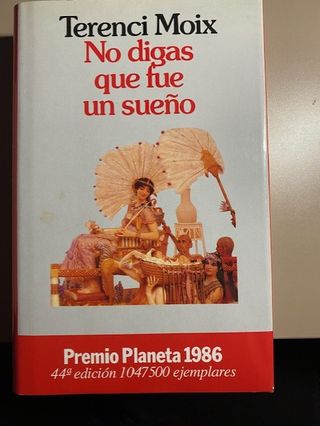 Terenci Moix
No digas
que fue
un sueño
Premio Planeta 1986
44ª edición 1047500 ejemplares